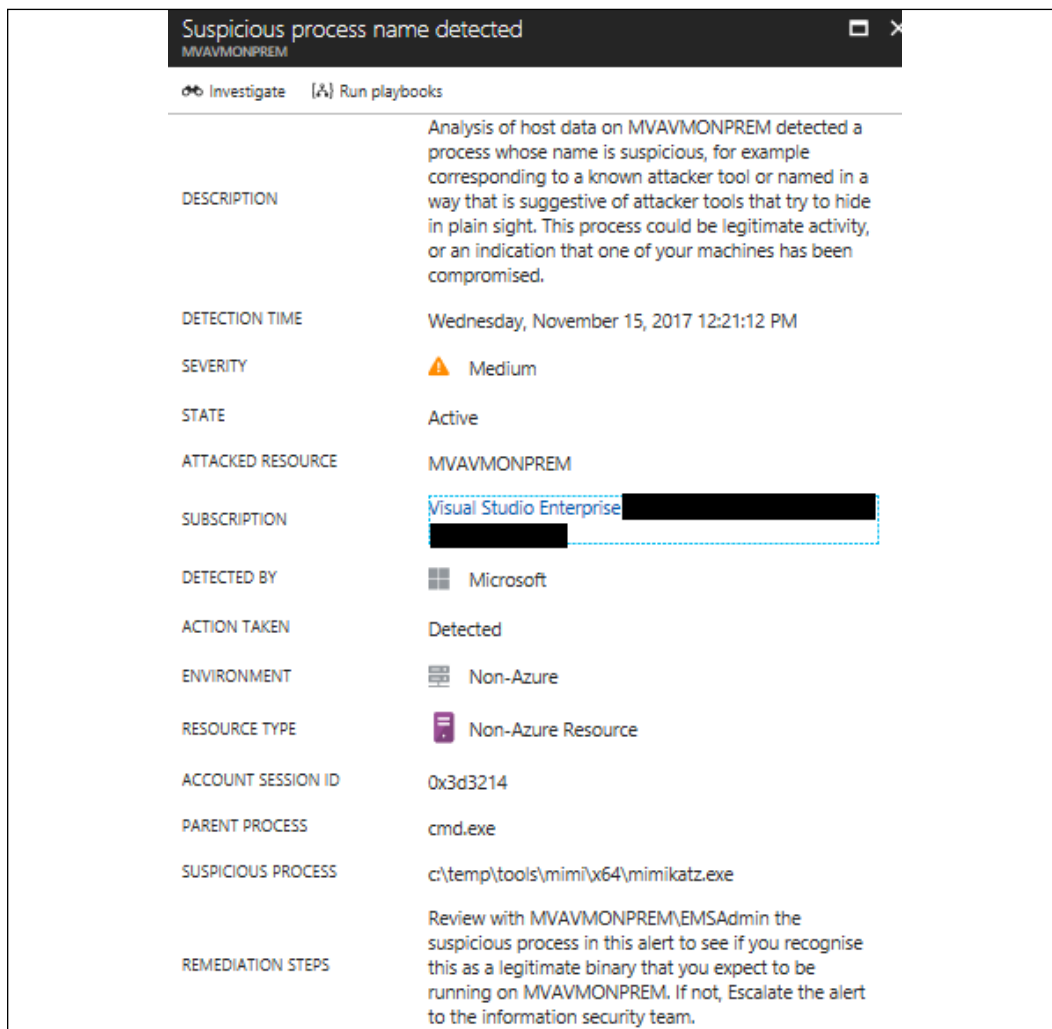 Suspicious process name detected
MVAVMONPREM
Investigate Run playbooks
DESCRIPTION
Analysis of host data on MVAVMONPREM detected a
process whose name is suspicious, for example
corresponding to a known attacker tool or named in a
way that is suggestive of attacker tools that try to hide
in plain sight. This process could be legitimate activity,
or an indication that one of your machines has been
compromised.
DETECTION TIME
Wednesday, November 15, 2017 12:21:12 PM
SEVERITY
Medium
STATE
Active
ATTACKED RESOURCE
MVAVMONPREM
SUBSCRIPTION
Visual Studio Enterprise
DETECTED BY
Microsoft
ACTION TAKEN
Detected
ENVIRONMENT
Non-Azure
RESOURCE TYPE
Non-Azure Resource
ACCOUNT SESSION ID
0x3d3214
PARENT PROCESS
cmd.exe
SUSPICIOUS PROCESS
c:\temp\tools\mimi\x64\mimikatz.exe
REMEDIATION STEPS
Review with MVAVMONPREM\EMSAdmin the
suspicious process in this alert to see if you recognise
this as a legitimate binary that you expect to be
running on MVAVMONPREM. If not, Escalate the alert
to the information security team.